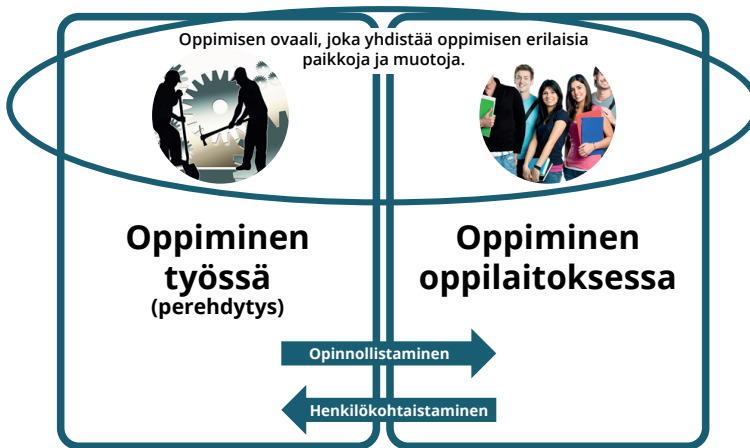 Oppimisen ovaali, joka yhdistää oppimisen erilaisia
paikkoja ja muotoja.
Oppiminen
työssä
(perehdytys)
Oppiminen
oppilaitoksessa
Opinnollistaminen
Henkilökohtaistaminen